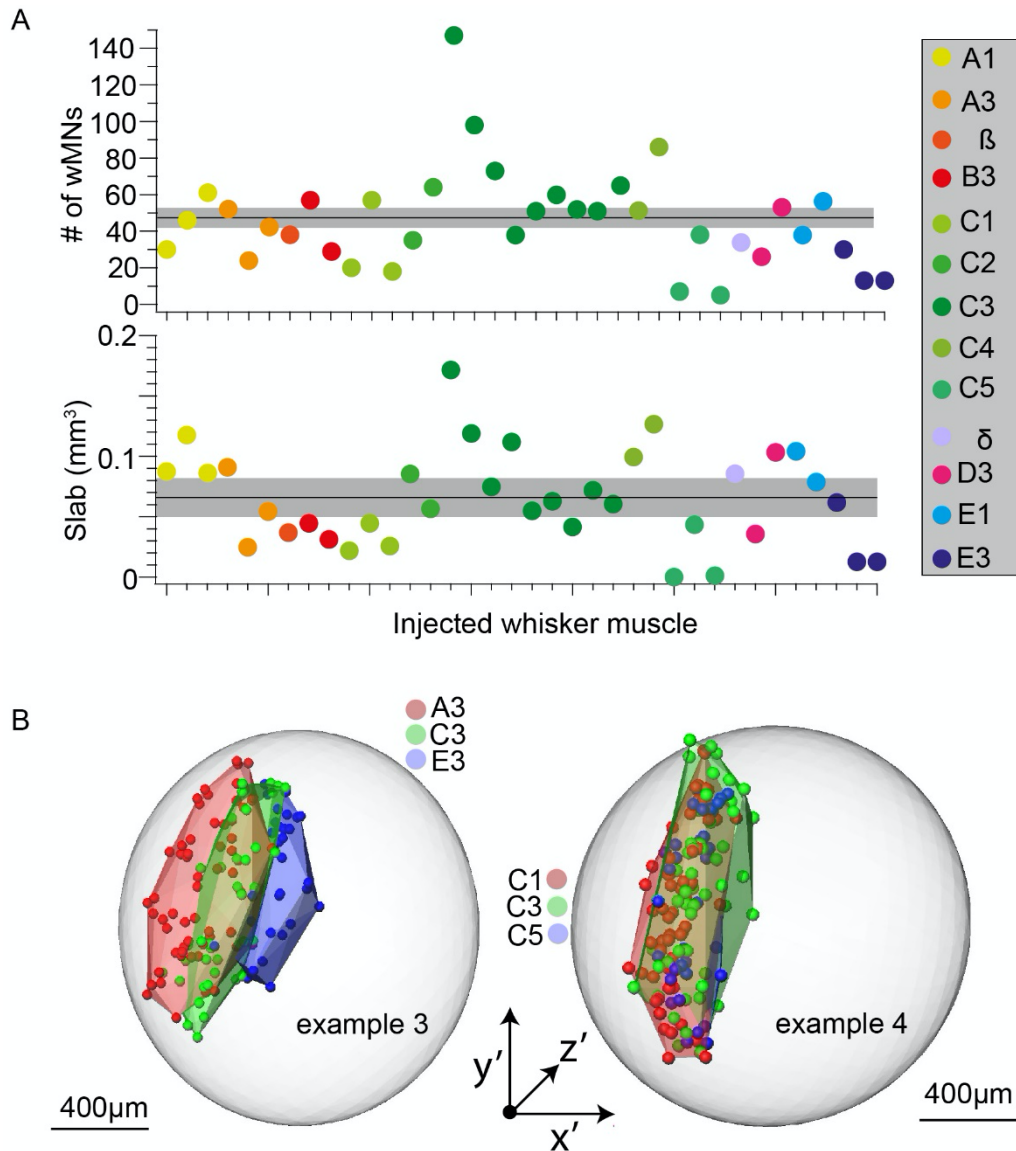 A
# of wMNs
140
120
100
80
60
40
20
0
A1
A3
ß
B3
C1
C2
C3
C4
C5
δ
D3
E1
E3
Slab (mm³)
0.2
0.1
0
Injected whisker muscle
B
A3
C3
E3
example 3
400µm
C1
C3
C5
example 4
400µm
y’
z’
x’